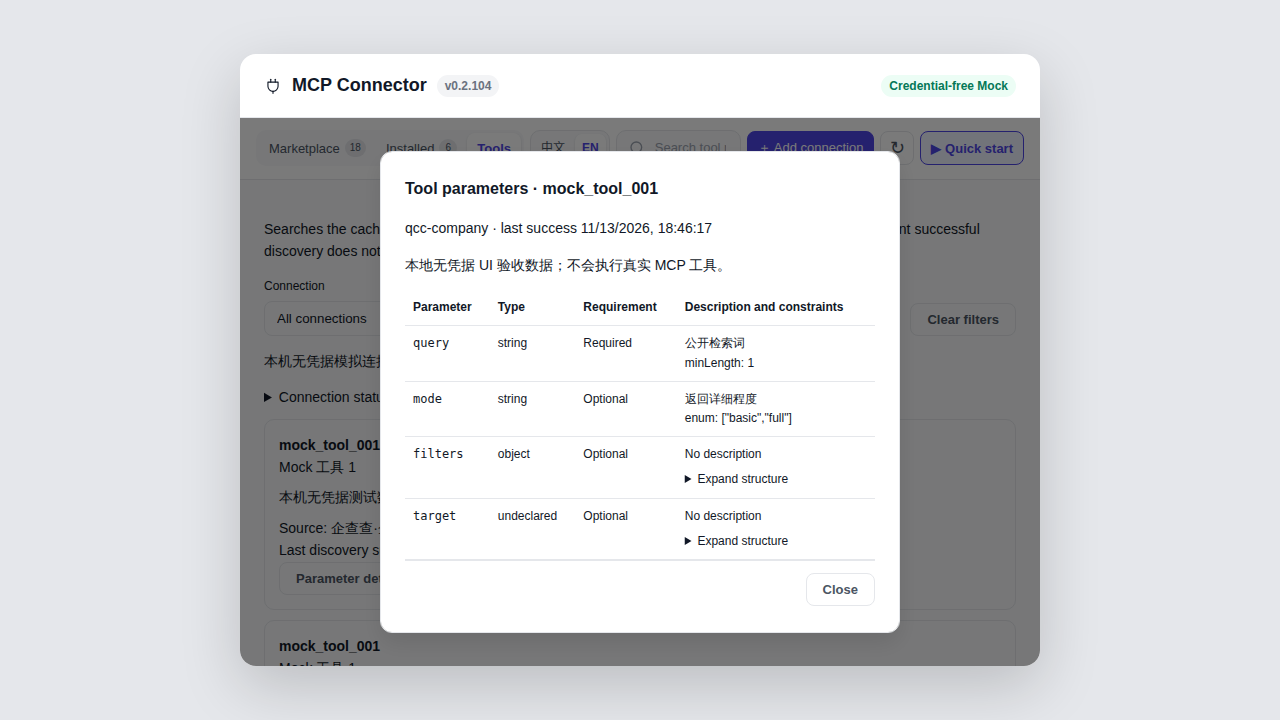 MCP Connector v0.2.104 Credential-free Mock
Marketplace 18 Installed 6 Tools 中文 EN Search tool + Add connection ↻ ▶ Quick start
Searches the cach nt successful
discovery does not
Connection
All connections Clear filters
本机无凭据模拟连接
▶ Connection statu
mock_tool_001
Mock 工具 1
本机无凭据测试
Source: 企查查·
Last discovery s
Parameter det
mock_tool_001
Mock 工具 1
Tool parameters · mock_tool_001
qcc-company · last success 11/13/2026, 18:46:17
本地无凭据 UI 验收数据；不会执行真实 MCP 工具。
Parameter Type Requirement Description and constraints
query string Required 公开检索词
minLength: 1
mode string Optional 返回详细程度
enum: ["basic","full"]
filters object Optional No description
▶ Expand structure
target undeclared Optional No description
▶ Expand structure
Close